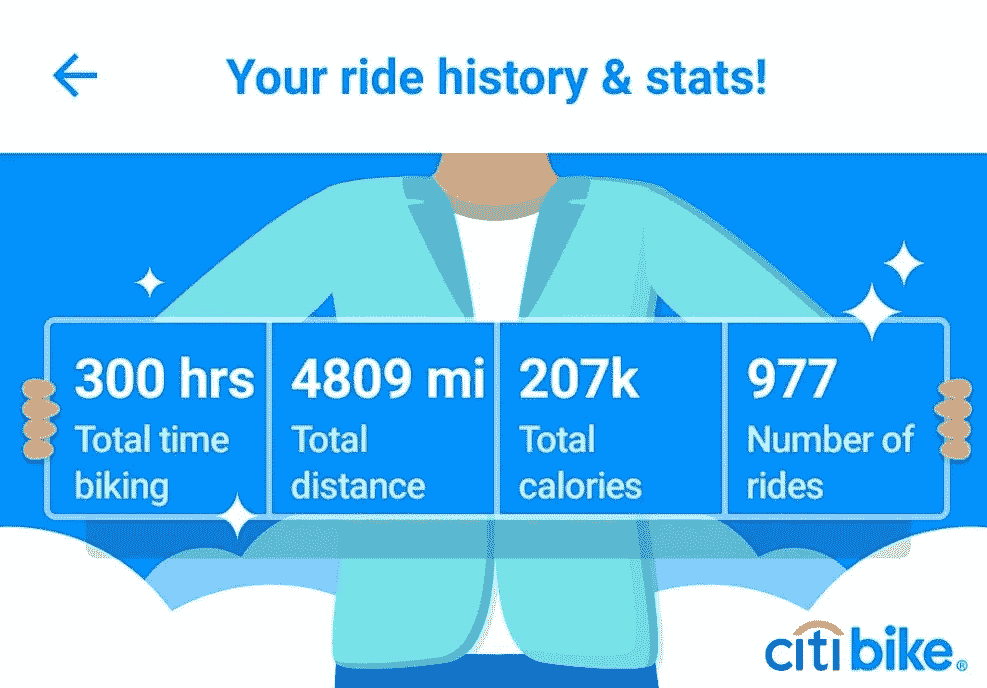 Your ride history & stats!
300 hrs
Total time
biking
4809 mi
Total
distance
207k
Total
calories
977
Number of
rides
citi bike®